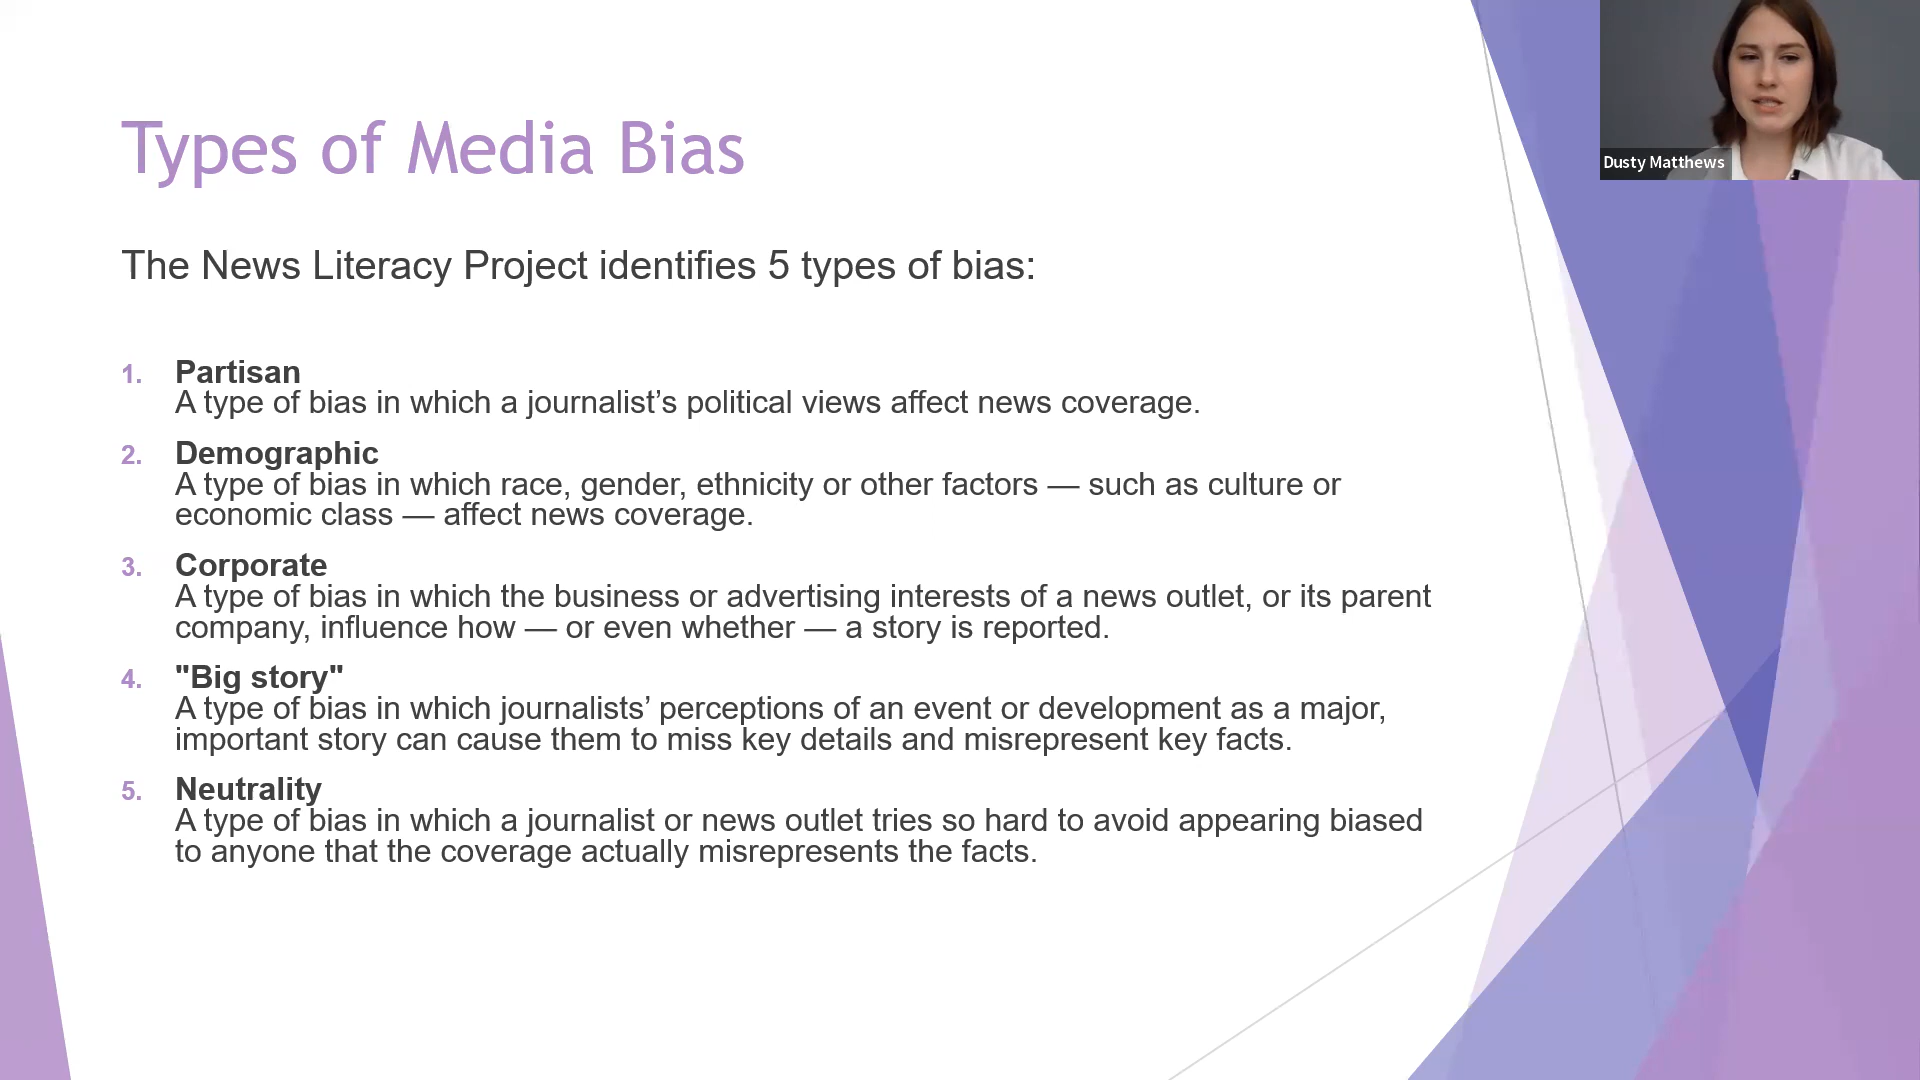 Types of Media Bias
The News Literacy Project identifies 5 types of bias:
1. Partisan
A type of bias in which a journalist’s political views affect news coverage.
2. Demographic
A type of bias in which race, gender, ethnicity or other factors — such as culture or
economic class — affect news coverage.
3. Corporate
A type of bias in which the business or advertising interests of a news outlet, or its parent
company, influence how — or even whether — a story is reported.
4. "Big story"
A type of bias in which journalists’ perceptions of an event or development as a major,
important story can cause them to miss key details and misrepresent key facts.
5. Neutrality
A type of bias in which a journalist or news outlet tries so hard to avoid appearing biased
to anyone that the coverage actually misrepresents the facts.
Dusty Matthews